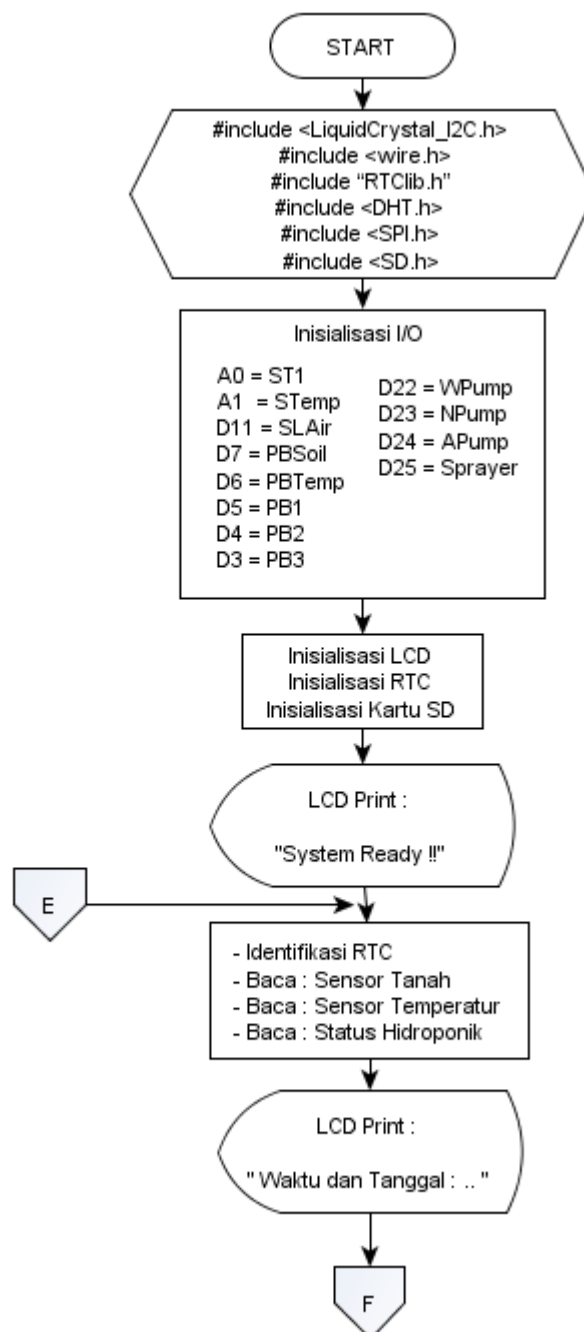 START
#include <LiquidCrystal_I2C.h>
#include <wire.h>
#include “RTClib.h”
#include <DHT.h>
#include <SPI.h>
#include <SD.h>
Inisialisasi I/O
A0 = ST1
A1 = STemp
D11 = SLAir
D7 = PBSoil
D6 = PBTemp
D5 = PB1
D4 = PB2
D3 = PB3
D22 = WPump
D23 = NPump
D24 = APump
D25 = Sprayer
Inisialisasi LCD
Inisialisasi RTC
Inisialisasi Kartu SD
LCD Print :
"System Ready !!"
E
- Identifikasi RTC
- Baca : Sensor Tanah
- Baca : Sensor Temperatur
- Baca : Status Hidroponik
LCD Print :
" Waktu dan Tanggal : .. "
F